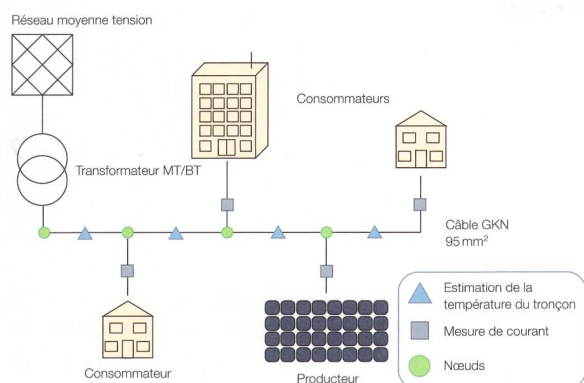 Réseau moyenne tension
Consommateurs
Transformateur MT/BT
Câble GKN
95 mm²
Estimation de la
température du tronçon
Mesure de courant
Nœuds
Consommateur
Producteur